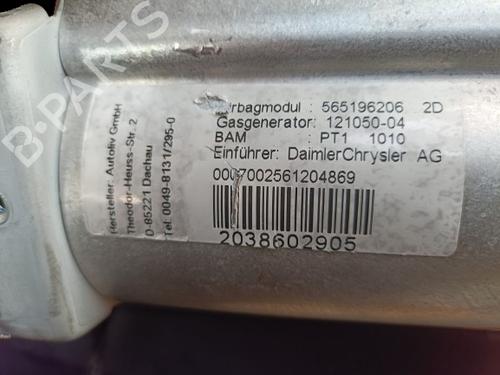 Hersteller: Autoliv GmbH
Theodor-Heuss-Str. 2
D-85221 Dachau
Tel: 0049-8131/295-0
: 565196206 2D
Gasgenerator: 121050-04
BAM : PT1 1010
Einführer: DaimlerChrysler AG
0007002561204869
2038602905
B-Parts